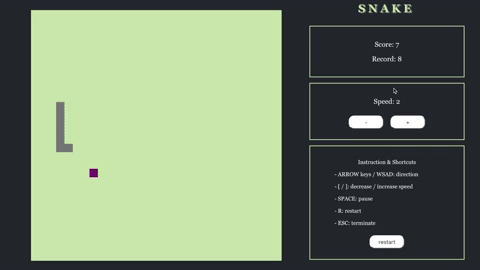 SNAKE
Score: 7
Record: 8
Speed: 2
-
+
Instruction & Shortcuts
- ARROW keys / WSAD: direction
- [ / ]: decrease / increase speed
- SPACE: pause
- R: restart
- ESC: terminate
restart